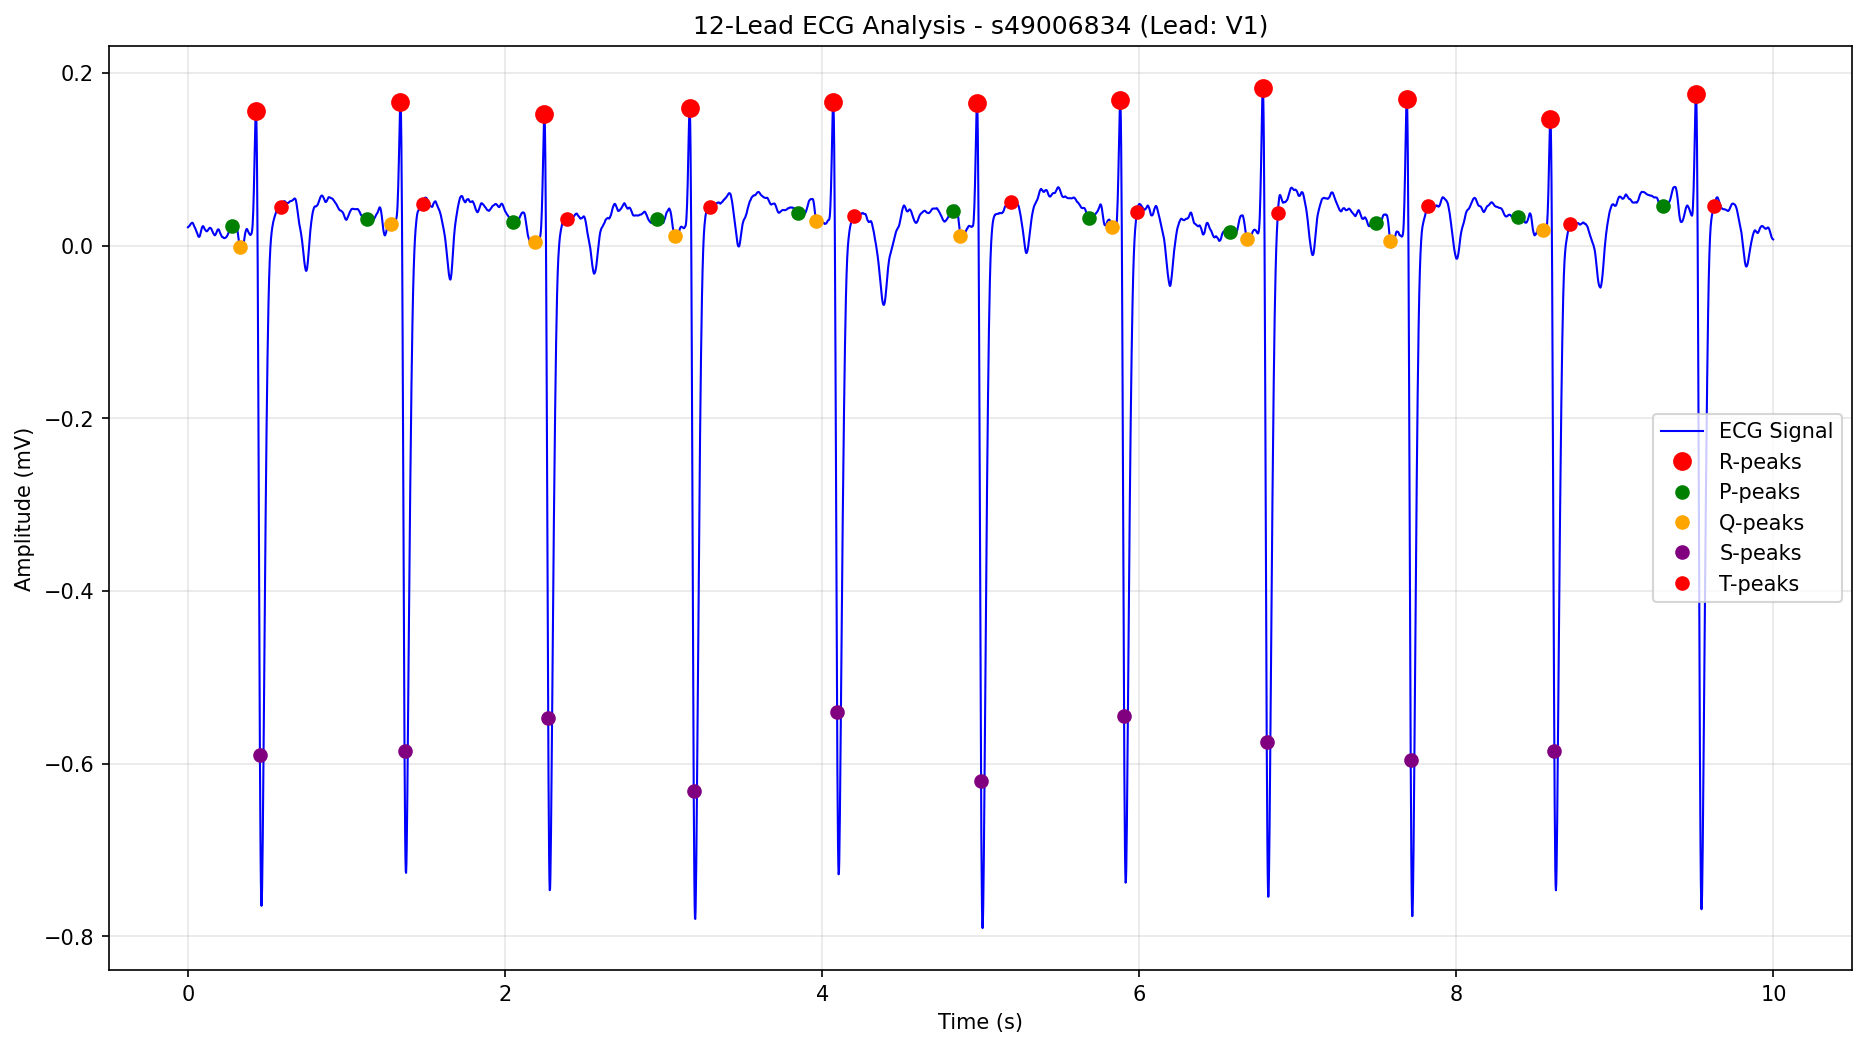 12-Lead ECG Analysis - s49006834 (Lead: V1)
0.2
0.0
−0.2
−0.4
−0.6
−0.8
Amplitude (mV)
ECG Signal
R-peaks
P-peaks
Q-peaks
S-peaks
T-peaks
0 2 4 6 8 10
Time (s)